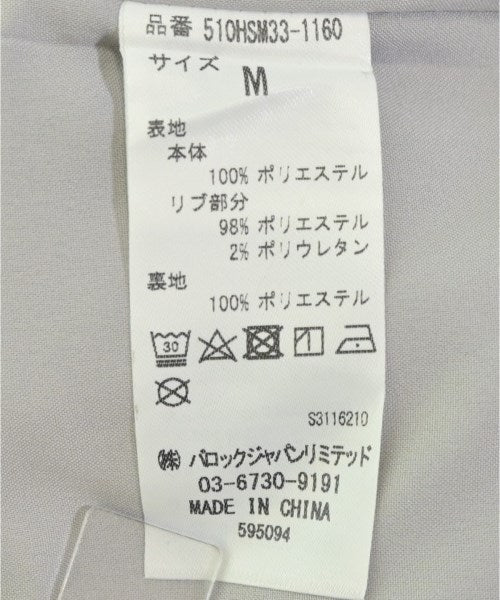 品番 510HSM33-1160
サイズ M
表地
本体
100% ポリエステル
リブ部分
98% ポリエステル
2% ポリウレタン
裏地
100% ポリエステル
30
S3116210
㈱ バロックジャパンリミテッド
03-6730-9191
MADE IN CHINA
595094